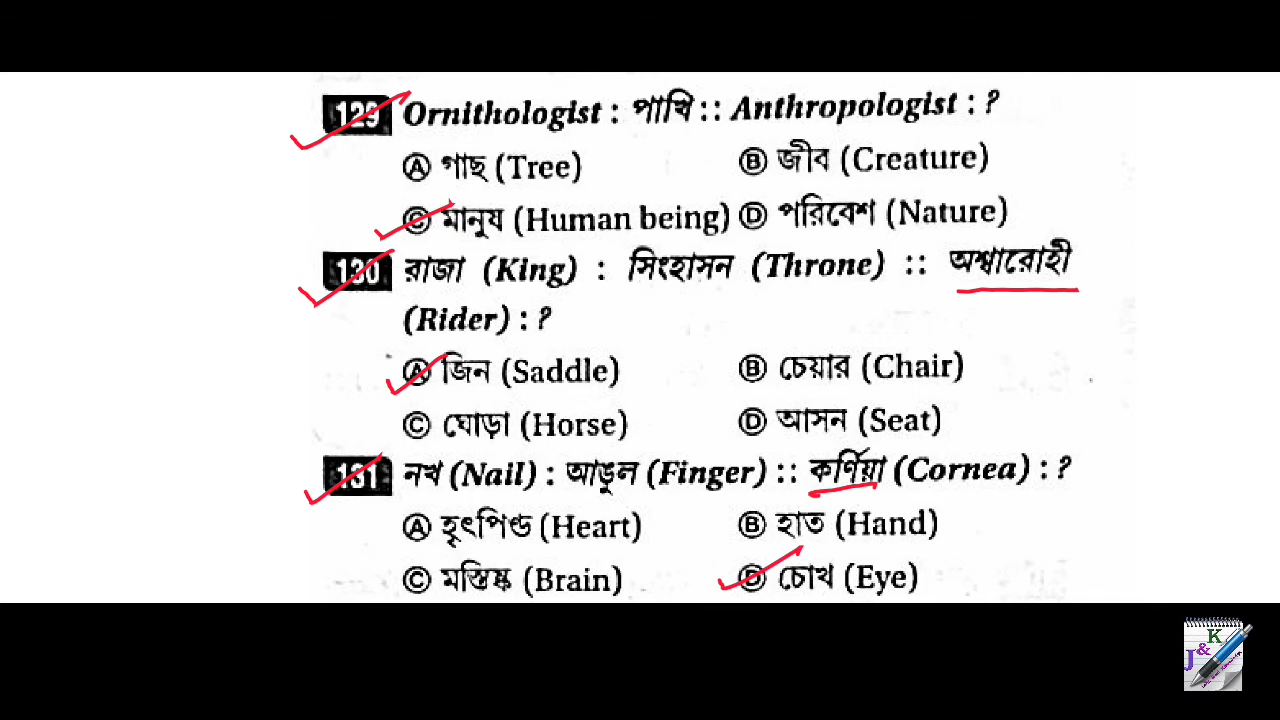 129 Ornithologist : পাখি :: Anthropologist : ?
Ⓐ গাছ (Tree) Ⓑ জীব (Creature)
Ⓒ মানুষ (Human being) Ⓓ পরিবেশ (Nature)
130 রাজা (King) : সিংহাসন (Throne) :: অশ্বারোহী
(Rider) : ?
Ⓐ জিন (Saddle) Ⓑ চেয়ার (Chair)
Ⓒ ঘোড়া (Horse) Ⓓ আসন (Seat)
131 নখ (Nail) : আঙুল (Finger) :: কর্ণিয়া (Cornea) : ?
Ⓐ হৃৎপিণ্ড (Heart) Ⓑ হাত (Hand)
Ⓒ মস্তিষ্ক (Brain) Ⓓ চোখ (Eye)
J&K